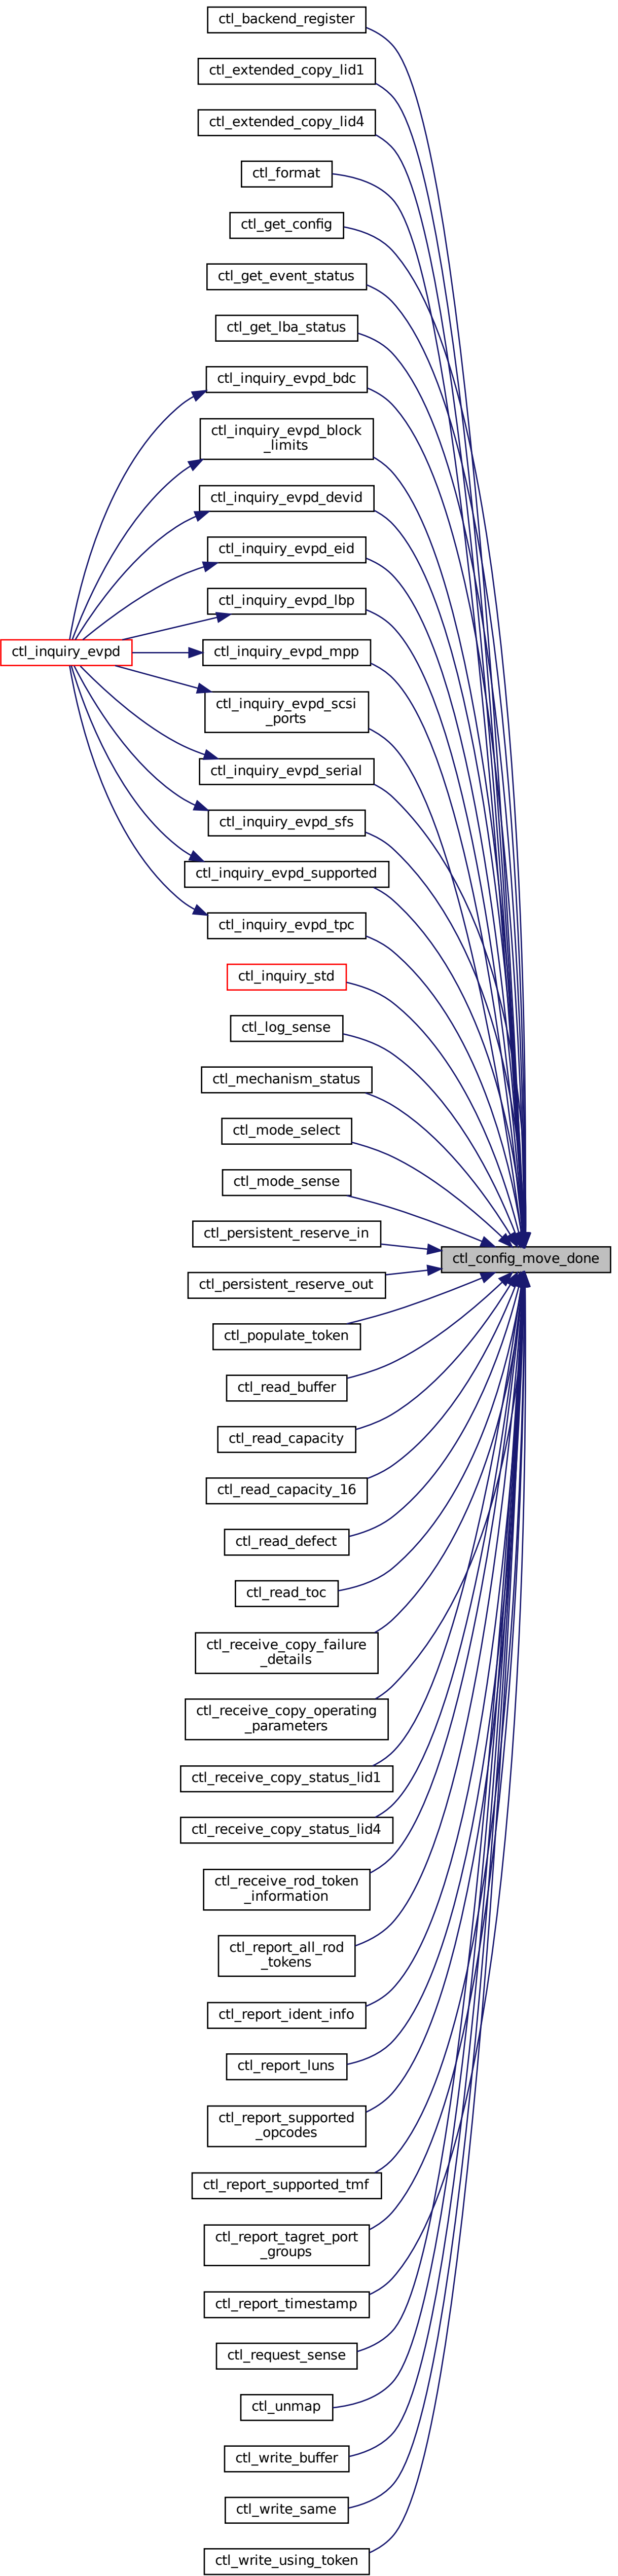 ctl_backend_register
ctl_extended_copy_lid1
ctl_extended_copy_lid4
ctl_format
ctl_get_config
ctl_get_event_status
ctl_get_lba_status
ctl_inquiry_evpd_bdc
ctl_inquiry_evpd_block
_limits
ctl_inquiry_evpd_devid
ctl_inquiry_evpd_eid
ctl_inquiry_evpd_lbp
ctl_inquiry_evpd
ctl_inquiry_evpd_mpp
ctl_inquiry_evpd_scsi
_ports
ctl_inquiry_evpd_serial
ctl_inquiry_evpd_sfs
ctl_inquiry_evpd_supported
ctl_inquiry_evpd_tpc
ctl_inquiry_std
ctl_log_sense
ctl_mechanism_status
ctl_mode_select
ctl_mode_sense
ctl_persistent_reserve_in
ctl_config_move_done
ctl_persistent_reserve_out
ctl_populate_token
ctl_read_buffer
ctl_read_capacity
ctl_read_capacity_16
ctl_read_defect
ctl_read_toc
ctl_receive_copy_failure
_details
ctl_receive_copy_operating
_parameters
ctl_receive_copy_status_lid1
ctl_receive_copy_status_lid4
ctl_receive_rod_token
_information
ctl_report_all_rod
_tokens
ctl_report_ident_info
ctl_report_luns
ctl_report_supported
_opcodes
ctl_report_supported_tmf
ctl_report_tagret_port
_groups
ctl_report_timestamp
ctl_request_sense
ctl_unmap
ctl_write_buffer
ctl_write_same
ctl_write_using_token